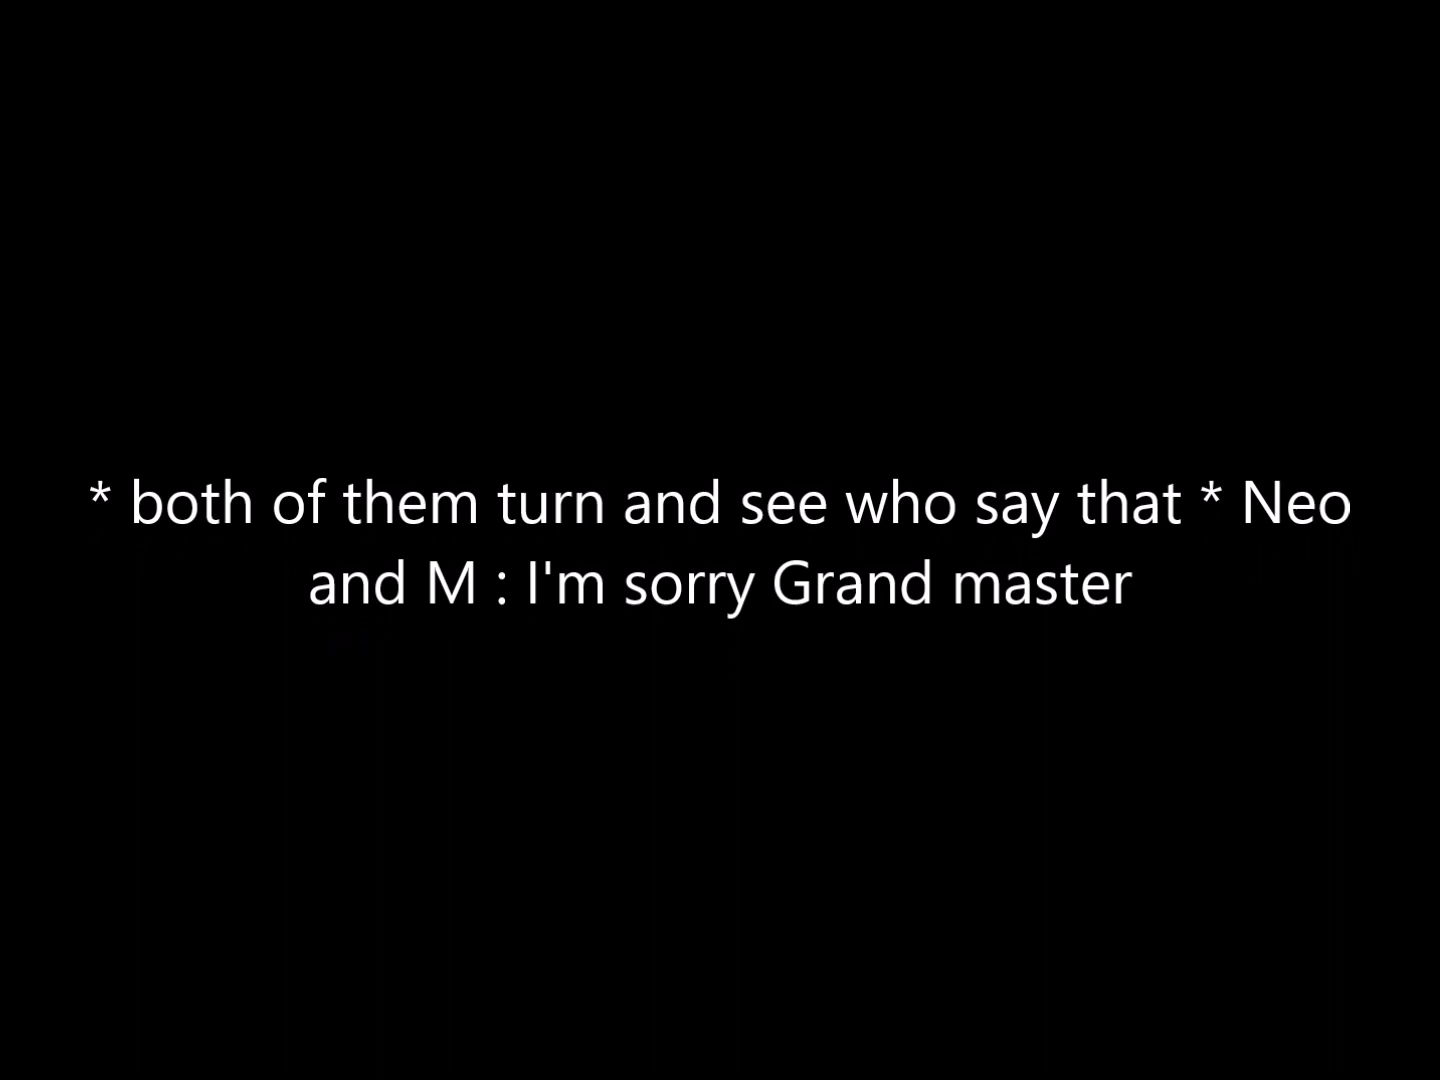 * both of them turn and see who say that * Neo
and M : I'm sorry Grand master